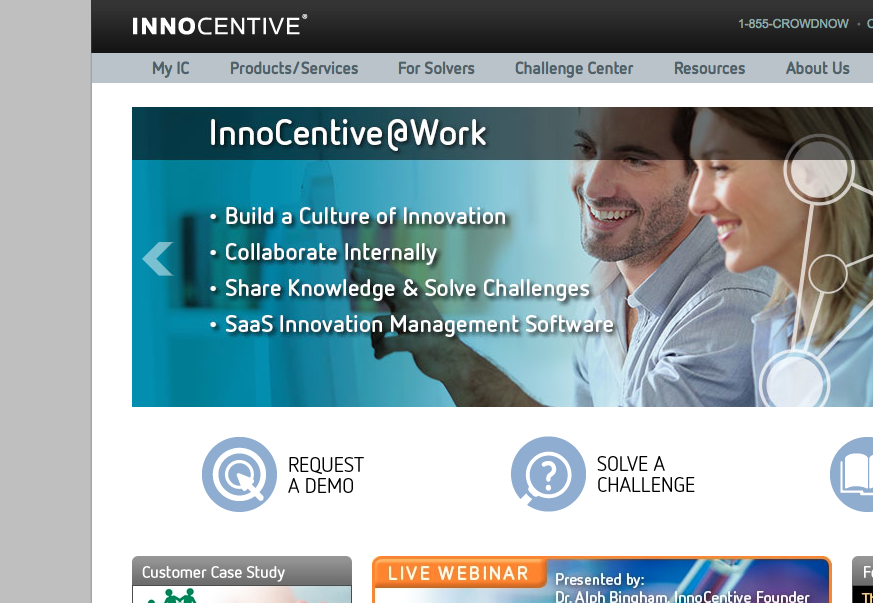 INNOCENTIVE®
1-855-CROWDNOW
My IC Products/Services For Solvers Challenge Center Resources About Us
InnoCentive@Work
• Build a Culture of Innovation
• Collaborate Internally
• Share Knowledge & Solve Challenges
• SaaS Innovation Management Software
REQUEST
A DEMO
SOLVE A
CHALLENGE
Customer Case Study
LIVE WEBINAR
Presented by:
Dr. Alph Bingham, InnoCentive Founder